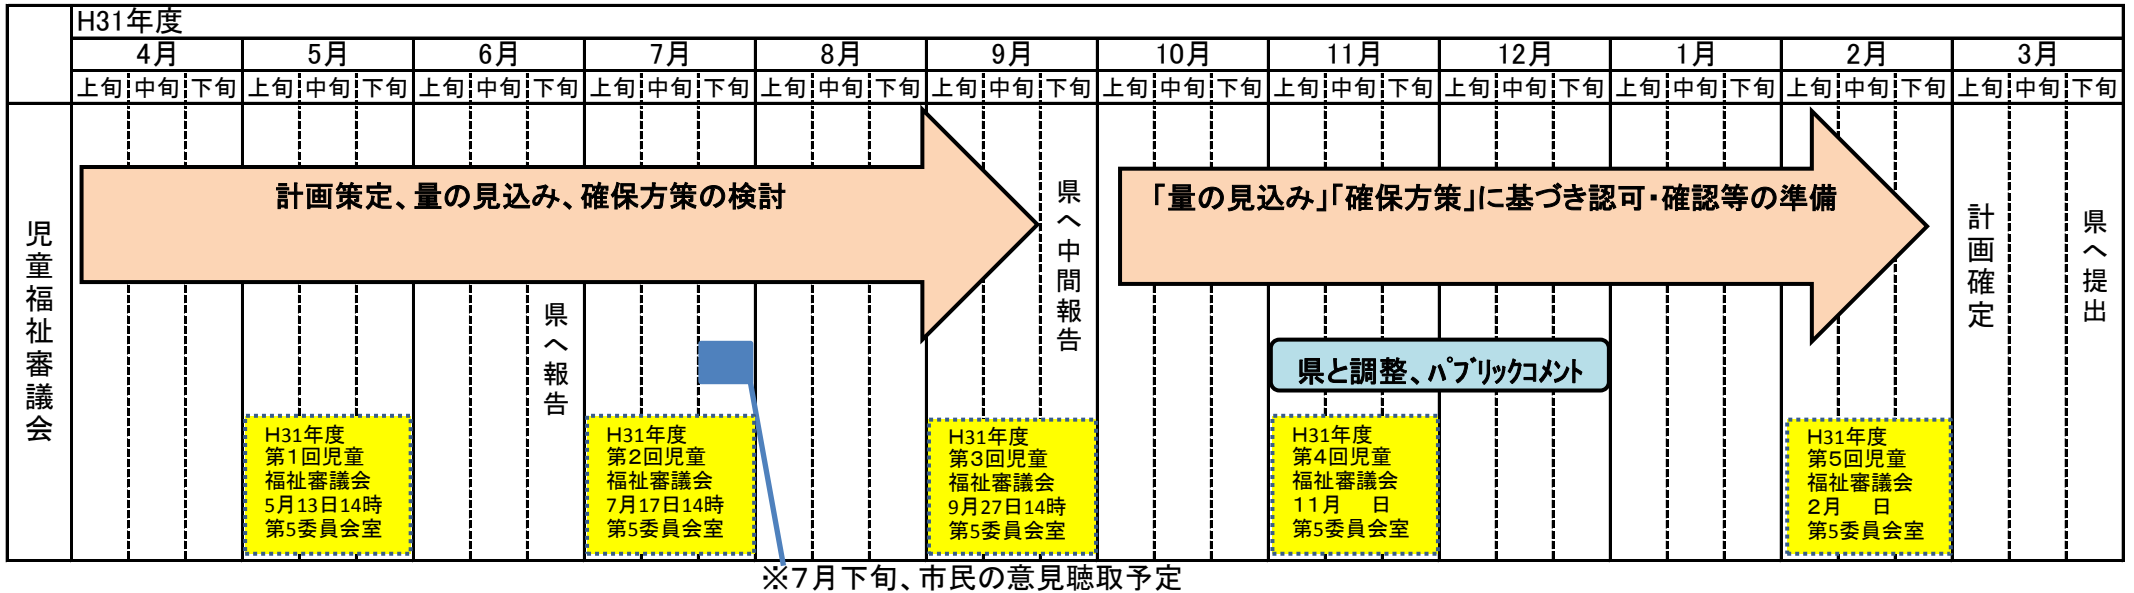 H31年度
4月 5月 6月 7月 8月 9月 10月 11月 12月 1月 2月 3月
上旬 中旬 下旬 上旬 中旬 下旬 上旬 中旬 下旬 上旬 中旬 下旬 上旬 中旬 下旬 上旬 中旬 下旬 上旬 中旬 下旬 上旬 中旬 下旬 上旬 中旬 下旬 上旬 中旬 下旬 上旬 中旬 下旬 上旬 中旬 下旬
児童福祉審議会
計画策定、量の見込み、確保方策の検討
県へ中間報告
「量の見込み」「確保方策」に基づき認可・確認等の準備
計画確定
県へ提出
県へ報告
県と調整、パブリックコメント
H31年度
第1回児童
福祉審議会
5月13日14時
第5委員会室
H31年度
第2回児童
福祉審議会
7月17日14時
第5委員会室
H31年度
第3回児童
福祉審議会
9月27日14時
第5委員会室
H31年度
第4回児童
福祉審議会
11月　日
第5委員会室
H31年度
第5回児童
福祉審議会
2月　日
第5委員会室
※7月下旬、市民の意見聴取予定